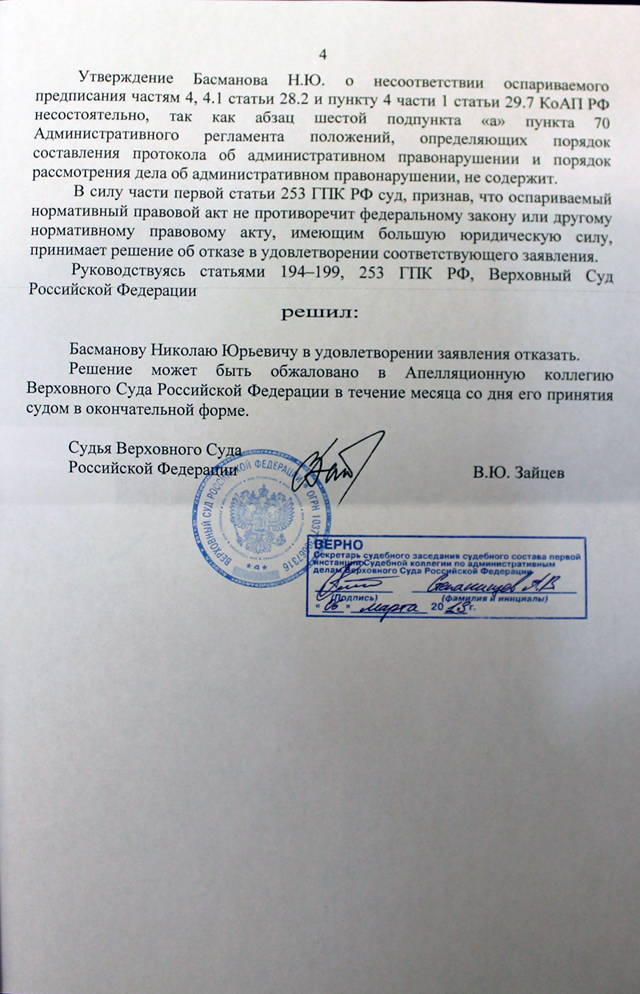 4
Утверждение Басманова Н.Ю. о несоответствии оспариваемого
предписания частям 4, 4.1 статьи 28.2 и пункту 4 части 1 статьи 29.7 КоАП РФ
несостоятельно, так как абзац шестой подпункта «а» пункта 70
Административного регламента положений, определяющих порядок
составления протокола об административном правонарушении и порядок
рассмотрения дела об административном правонарушении, не содержит.
В силу части первой статьи 253 ГПК РФ суд, признав, что оспариваемый
нормативный правовой акт не противоречит федеральному закону или другому
нормативному правовому акту, имеющим большую юридическую силу,
принимает решение об отказе в удовлетворении соответствующего заявления.
Руководствуясь статьями 194–199, 253 ГПК РФ, Верховный Суд
Российской Федерации
решил:
Басманову Николаю Юрьевичу в удовлетворении заявления отказать.
Решение может быть обжаловано в Апелляционную коллегию
Верховного Суда Российской Федерации в течение месяца со дня его принятия
судом в окончательной форме.
Судья Верховного Суда
Российской Федерации
В.Ю. Зайцев
ВЕРХОВНЫЙ СУД РОССИЙСКОЙ ФЕДЕРАЦИИ ОГРН
*4*
ВЕРНО
Секретарь судебного заседания судебного состава первой
инстанции Судебной коллегии по административным
делам Верховного Суда Российской Федерации
(Подпись) (фамилия и инициалы)
« 06 » марта 20 13 г.